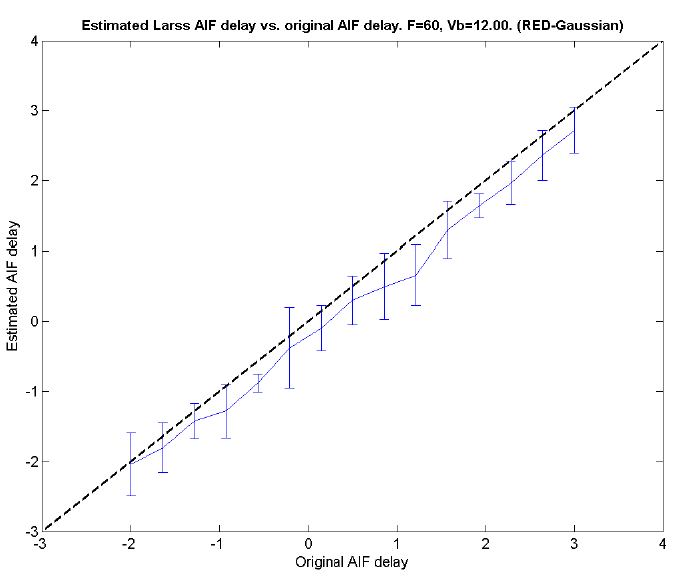 Estimated Larss AIF delay vs. original AIF delay. F=60, Vb=12.00. (RED-Gaussian)
4
3
2
1
0
-1
-2
-3
Estimated AIF delay
-3 -2 -1 0 1 2 3 4
Original AIF delay